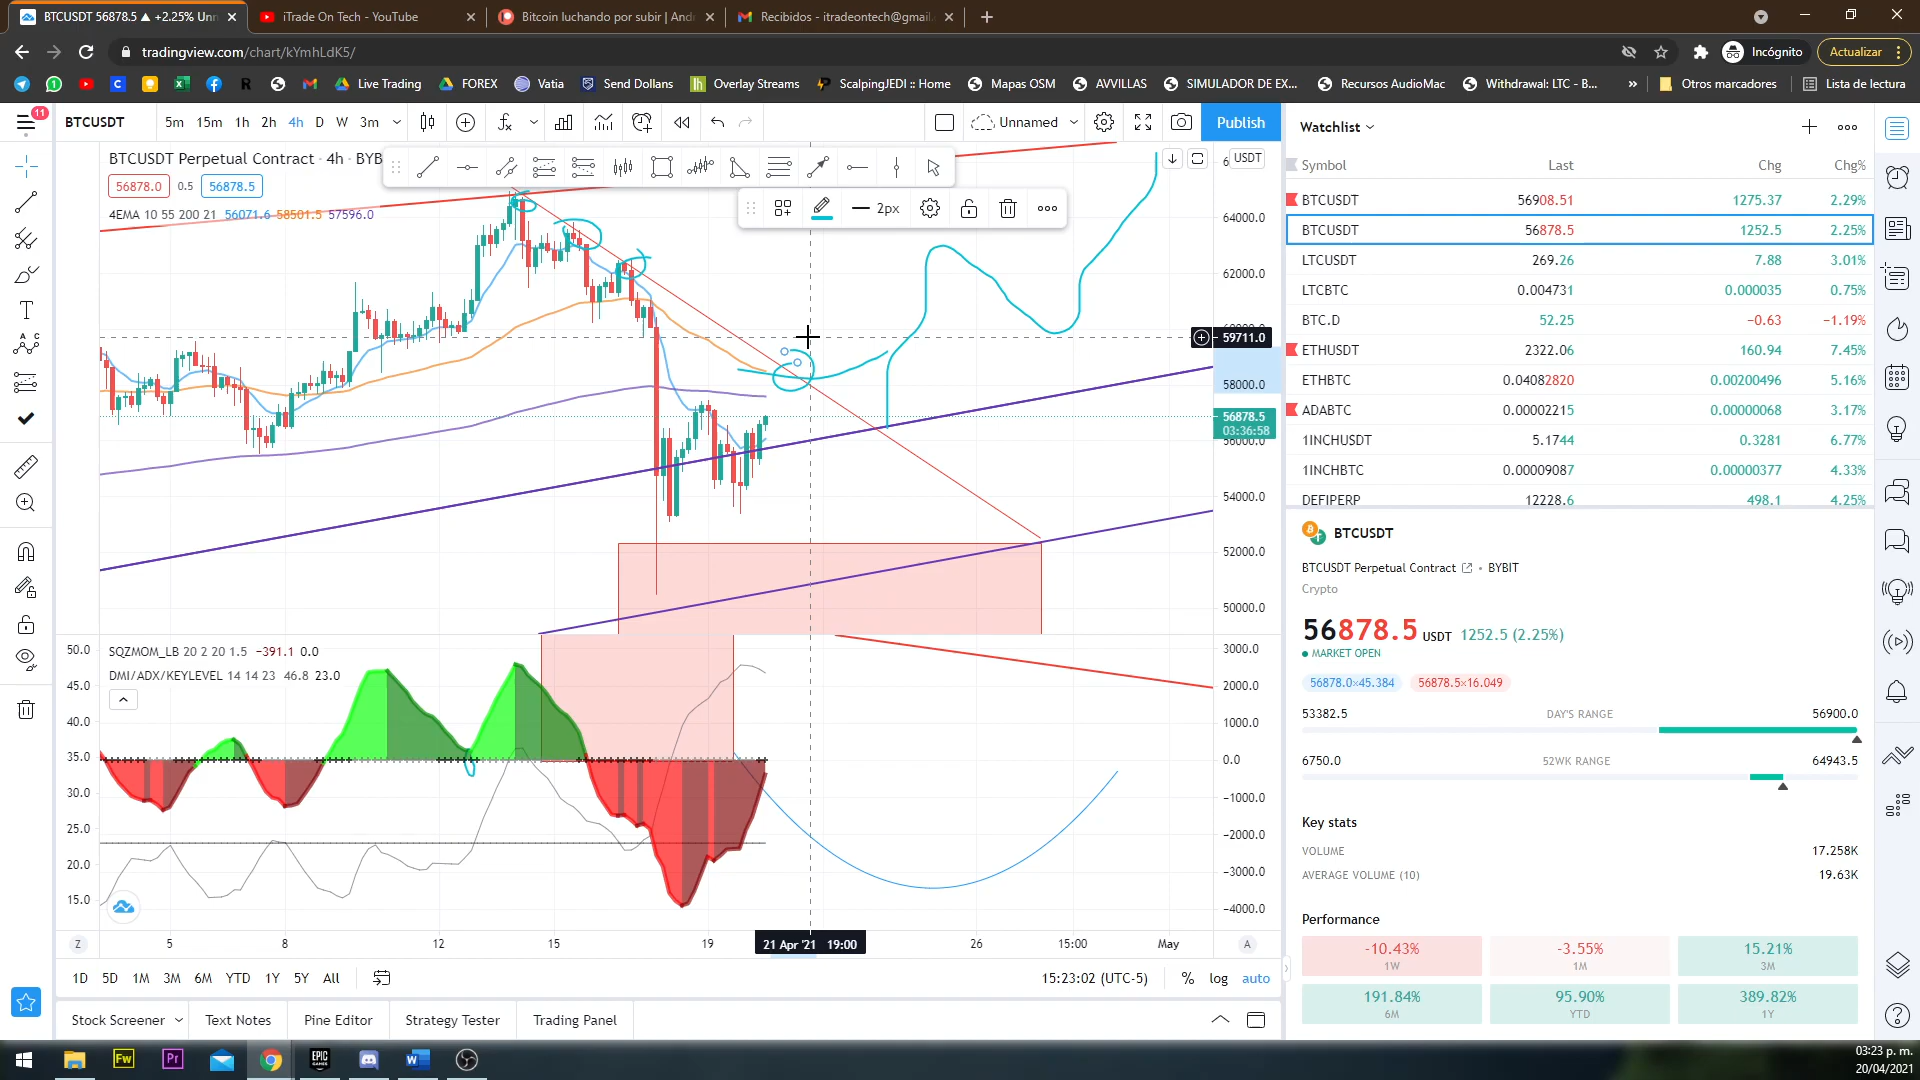 BTCUSDT 56878.5 ▲ +2.25% Unn
iTrade On Tech - YouTube
Bitcoin luchando por subir | And
Recibidos - itradeontech@gmail.
tradingview.com/chart/kYmhLdK5/
Incógnito
Actualizar
Live Trading
FOREX
Vatia
Send Dollans
Overlay Streams
ScalpingJEDI :: Home
Mapas OSM
AVVILLAS
SIMULADOR DE EX...
Recursos AudioMac
Withdrawal: LTC - B...
»
Otros marcadores
Lista de lectura
11
BTCUSDT
5m 15m 1h 2h 4h D W 3m
Unnamed
Publish
BTCUSDT Perpetual Contract · 4h · BYB
56878.0 0.5 56878.5
4EMA 10 55 200 21 56071.6 58501.5 57596.0
2px
USDT
64000.0
62000.0
59711.0
58000.0
56878.5
03:36:58
56000.0
54000.0
52000.0
50000.0
SQZMOM_LB 20 2 20 1.5 −391.1 0.0
DMI/ADX/KEYLEVEL 14 14 23 46.8 23.0
50.0
45.0
40.0
35.0
30.0
25.0
20.0
15.0
3000.0
2000.0
1000.0
0.0
−1000.0
−2000.0
−3000.0
−4000.0
Z 5 8 12 15 19 21 Apr '21 19:00 26 15:00 May A
1D 5D 1M 3M 6M YTD 1Y 5Y All
15:23:02 (UTC-5) % log auto
Stock Screener
Text Notes
Pine Editor
Strategy Tester
Trading Panel
Watchlist
Symbol Last Chg Chg%
BTCUSDT 56908.51 1275.37 2.29%
BTCUSDT 56878.5 1252.5 2.25%
LTCUSDT 269.26 7.88 3.01%
LTCBTC 0.004731 0.000035 0.75%
BTC.D 52.25 −0.63 −1.19%
ETHUSDT 2322.06 160.94 7.45%
ETHBTC 0.04082820 0.00200496 5.16%
ADABTC 0.00002215 0.00000068 3.17%
1INCHUSDT 5.1744 0.3281 6.77%
1INCHBTC 0.00009087 0.00000377 4.33%
DEFIPERP 12228.6 498.1 4.25%
BTCUSDT
BTCUSDT Perpetual Contract • BYBIT
Crypto
56878.5 USDT 1252.5 (2.25%)
MARKET OPEN
56878.0×45.384 56878.5×16.049
53382.5 DAY'S RANGE 56900.0
6750.0 52WK RANGE 64943.5
Key stats
VOLUME 17.258K
AVERAGE VOLUME (10) 19.63K
Performance
-10.43% -3.55% 15.21%
1W 1M 3M
191.84% 95.90% 389.82%
6M YTD 1Y
Fw
Pr
EPIC
GAMES
03:23 p. m.
20/04/2021